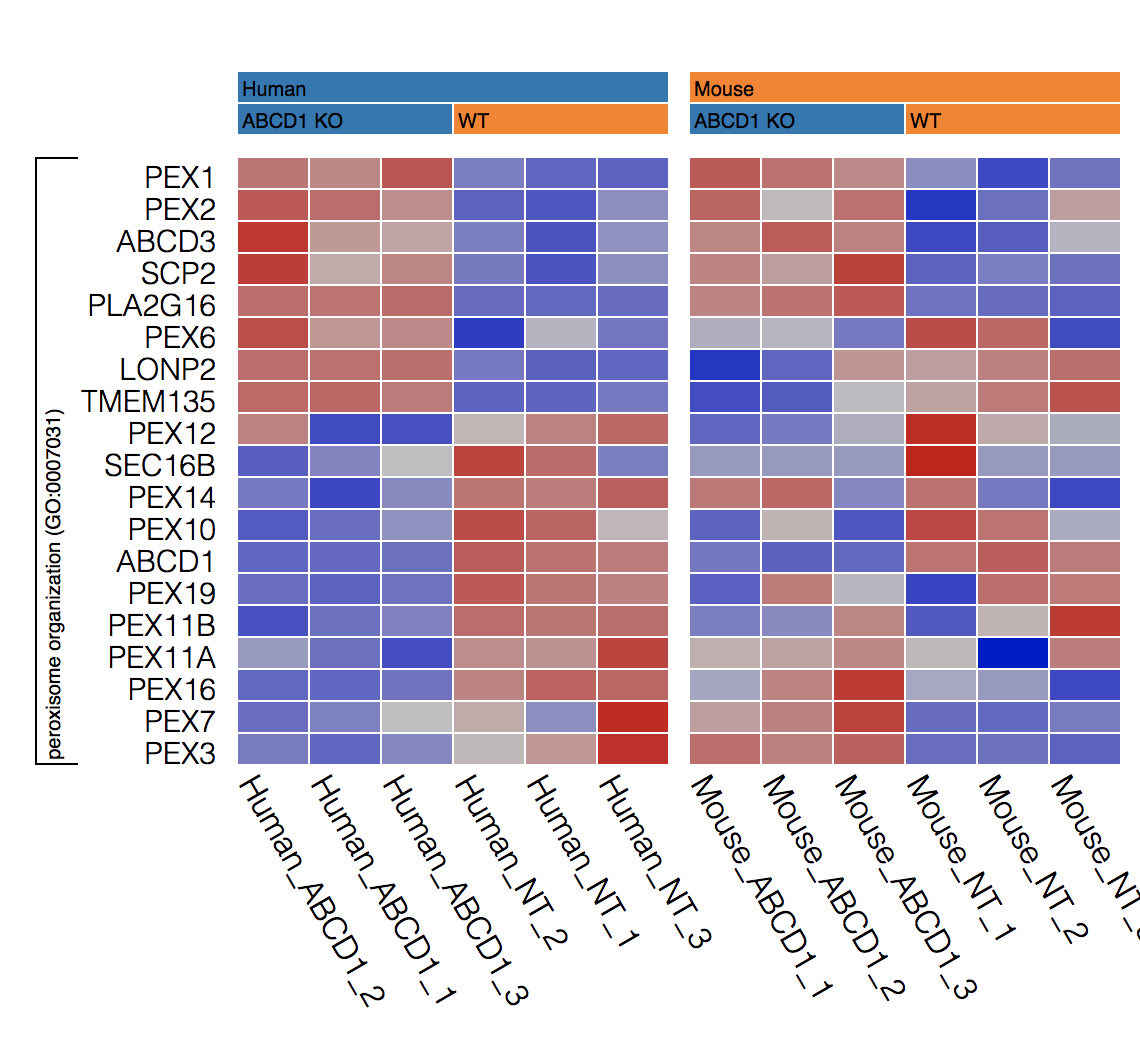 Human
Mouse
ABCD1 KO
WT
ABCD1 KO
WT
peroxisome organization (GO:0007031)
PEX1
PEX2
ABCD3
SCP2
PLA2G16
PEX6
LONP2
TMEM135
PEX12
SEC16B
PEX14
PEX10
ABCD1
PEX19
PEX11B
PEX11A
PEX16
PEX7
PEX3
Human_ABCD1_2
Human_ABCD1_1
Human_ABCD1_3
Human_NT_2
Human_NT_1
Human_NT_3
Mouse_ABCD1_1
Mouse_ABCD1_2
Mouse_ABCD1_3
Mouse_NT_1
Mouse_NT_2